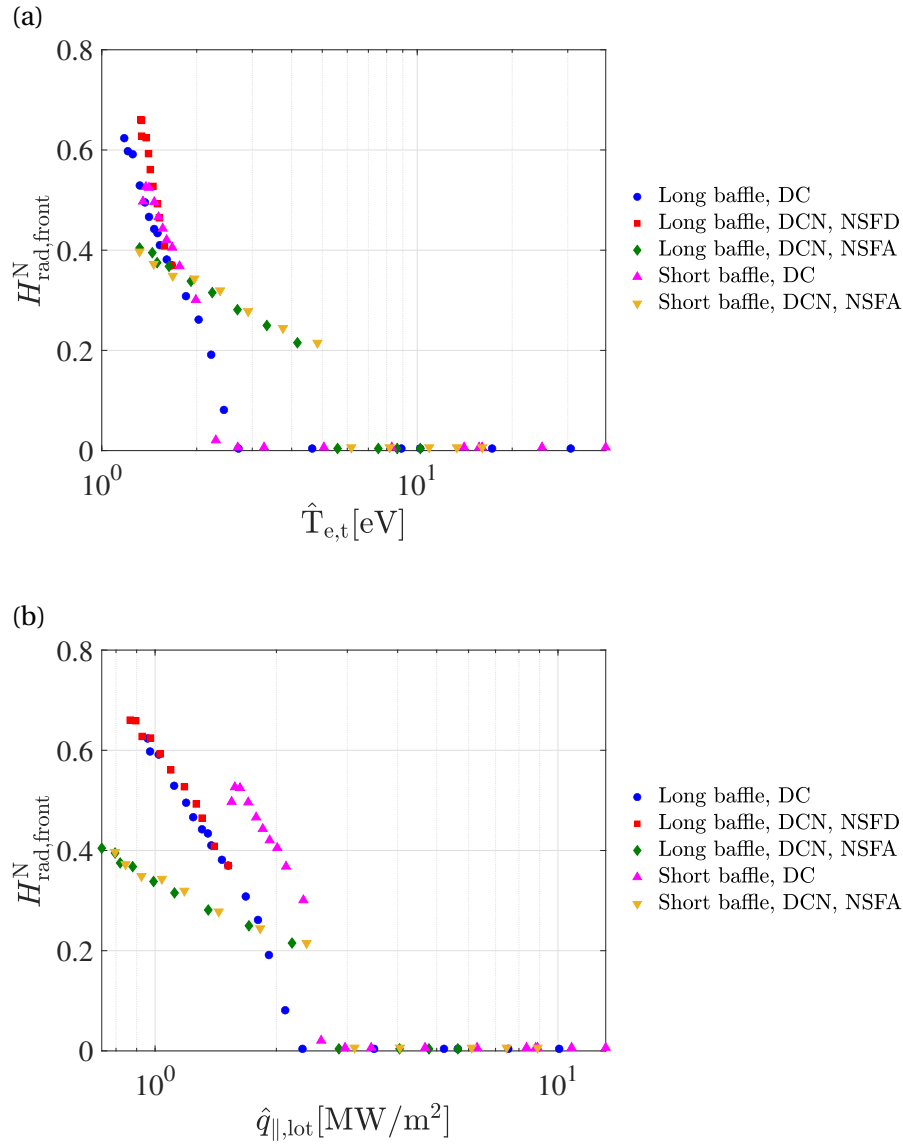 (a)
0.8
0.6
0.4
0.2
0
H^N_rad,front
10^0
10^1
T̂_e,t[eV]
Long baffle, DC
Long baffle, DCN, NSFD
Long baffle, DCN, NSFA
Short baffle, DC
Short baffle, DCN, NSFA
(b)
0.8
0.6
0.4
0.2
0
H^N_rad,front
10^0
10^1
q̂_∥,lot[MW/m²]
Long baffle, DC
Long baffle, DCN, NSFD
Long baffle, DCN, NSFA
Short baffle, DC
Short baffle, DCN, NSFA